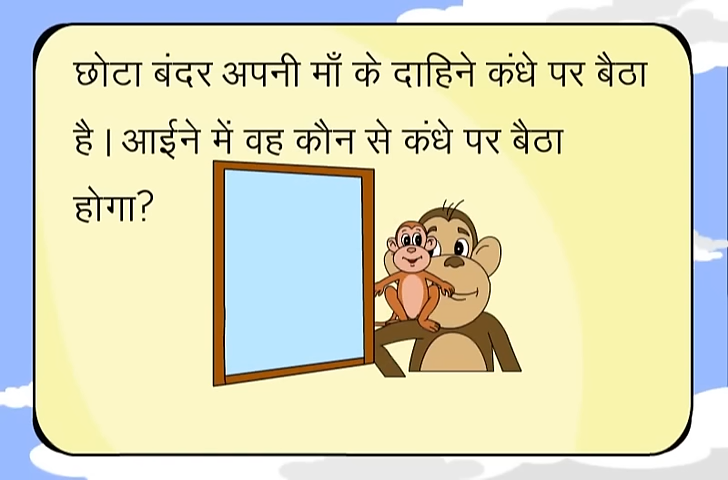 छोटा बंदर अपनी माँ के दाहिने कंधे पर बैठा
है। आईने में वह कौन से कंधे पर बैठा
होगा?